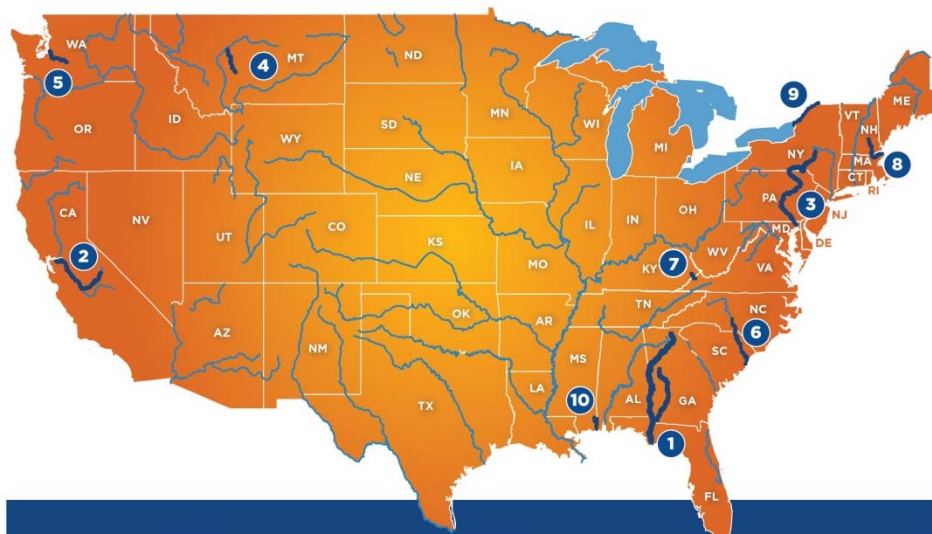 WA
MT
ND
5
4
OR
ID
SD
WY
NE
MN
WI
IA
MI
9
VT
ME
NH
NY
MA
8
CT
RI
PA
3
NJ
CA
NV
UT
CO
KS
MO
IL
IN
OH
WV
MD
DE
VA
2
KY
7
TN
NC
6
AZ
NM
OK
AR
SC
MS
AL
GA
LA
TX
10
1
FL